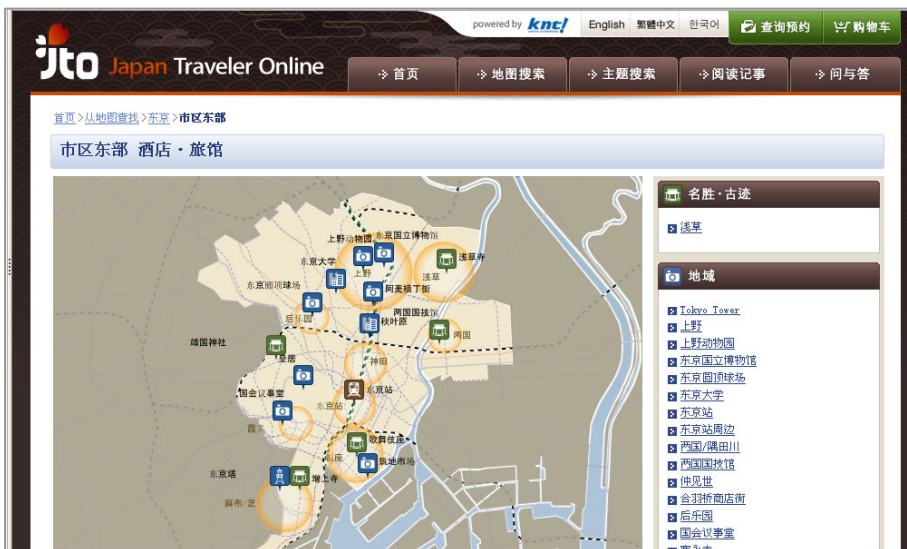 powered by knt! English 繁體中文 한국어 查询预约 购物车
jto Japan Traveler Online
首页 地图搜索 主题搜索 阅读记事 问与答
首页>从地图查找>东京>市区东部
市区东部 酒店・旅馆
上野动物园 东京国立博物馆
东京大学 上野 浅草寺
浅草
东京圆顶球场 阿麦横丁街
后乐园 两国国技馆
秋叶原 两国
靖国神社
皇居 神田
国会议事堂 东京站
东京站
霞关
歌舞伎座
银座 筑地市场
东京塔 增上寺
麻布/芝
名胜・古迹
浅草
地域
Tokyo Tower
上野
上野动物园
东京国立博物馆
东京圆顶球场
东京大学
东京站
东京站周边
两国/隅田川
两国国技馆
仲见世
合羽桥商店街
后乐园
国会议事堂